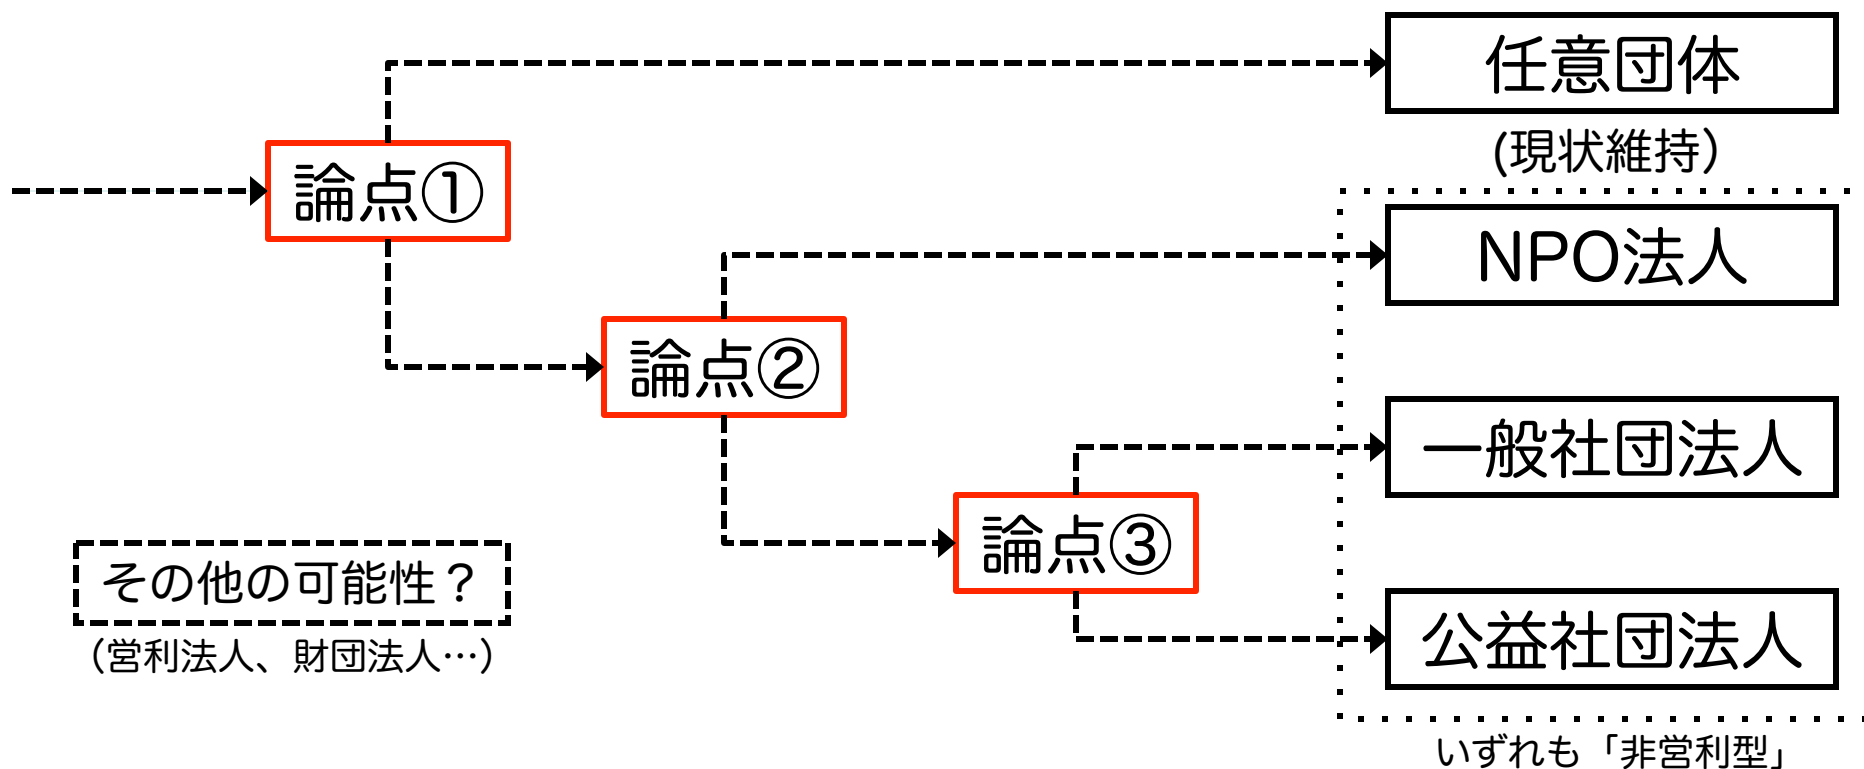 任意団体
(現状維持)
論点①
NPO法人
論点②
一般社団法人
論点③
その他の可能性？
公益社団法人
(営利法人、財団法人…)
いずれも「非営利型」